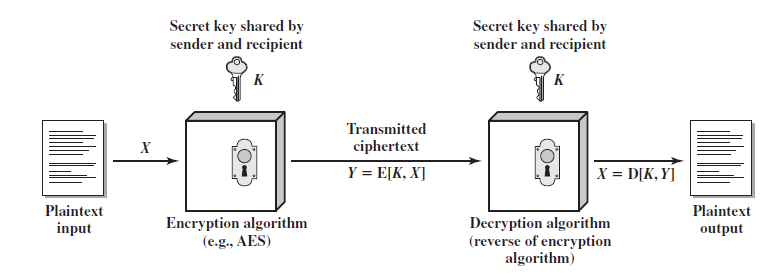 Secret key shared by
sender and recipient
K
Secret key shared by
sender and recipient
K
X
Transmitted
ciphertext
Y = E[K, X]
X = D[K, Y]
Plaintext
input
Encryption algorithm
(e.g., AES)
Decryption algorithm
(reverse of encryption
algorithm)
Plaintext
output